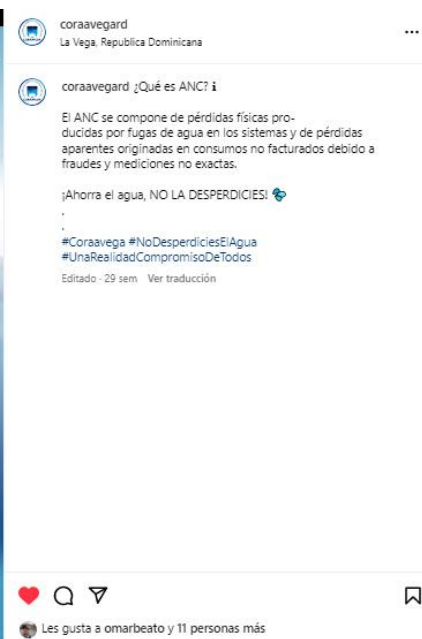 coraavegard
La Vega, Republica Dominicana
coraavegard ¿Qué es ANC? ℹ
El ANC se compone de pérdidas físicas pro-
ducidas por fugas de agua en los sistemas y de pérdidas
aparentes originadas en consumos no facturados debido a
fraudes y mediciones no exactas.
¡Ahorra el agua, NO LA DESPERDICIES!
.
.
#Coraavega #NoDesperdiciesElAgua
#UnaRealidadCompromisoDeTodos
Editado · 29 sem Ver traducción
Les gusta a omarbeato y 11 personas más